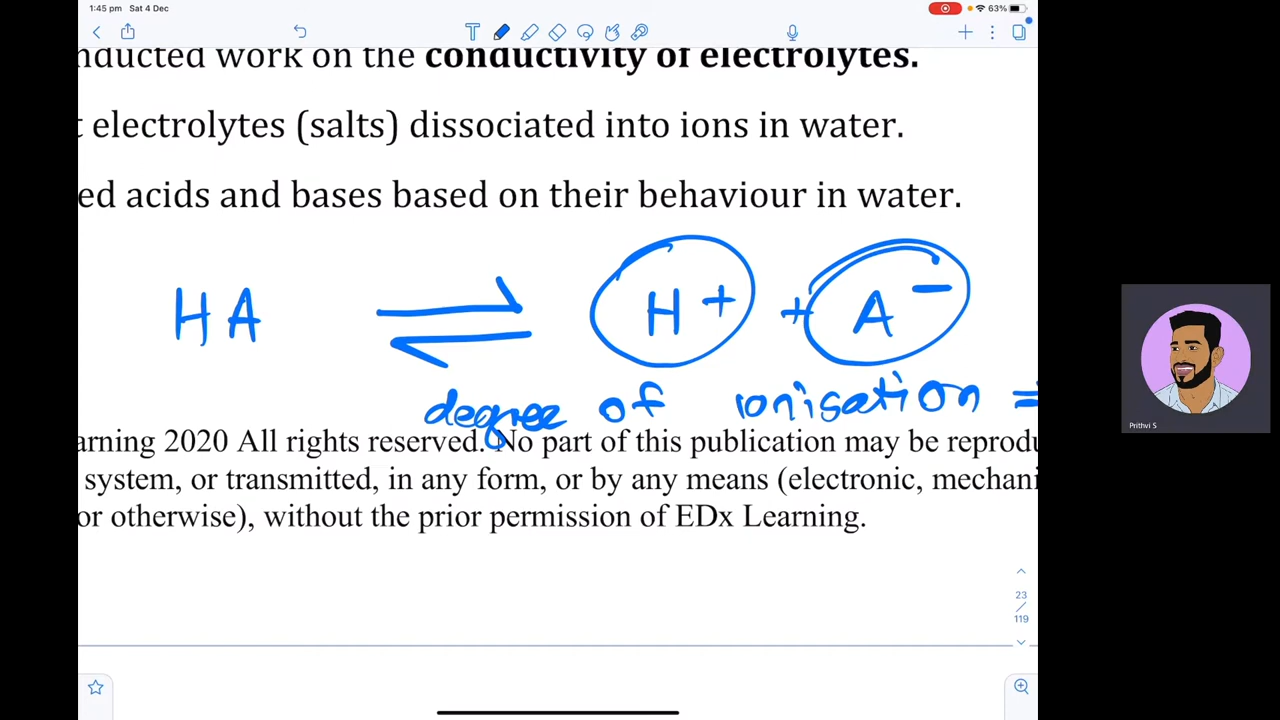 1:45 pm Sat 4 Dec
63%
nducted work on the conductivity of electrolytes.
t electrolytes (salts) dissociated into ions in water.
ed acids and bases based on their behaviour in water.
HA ⇌ H+ + A−
degree of ionisation =
arning 2020 All rights reserved. No part of this publication may be reprodu
system, or transmitted, in any form, or by any means (electronic, mechani
or otherwise), without the prior permission of EDx Learning.
23
/
119
Prithvi S